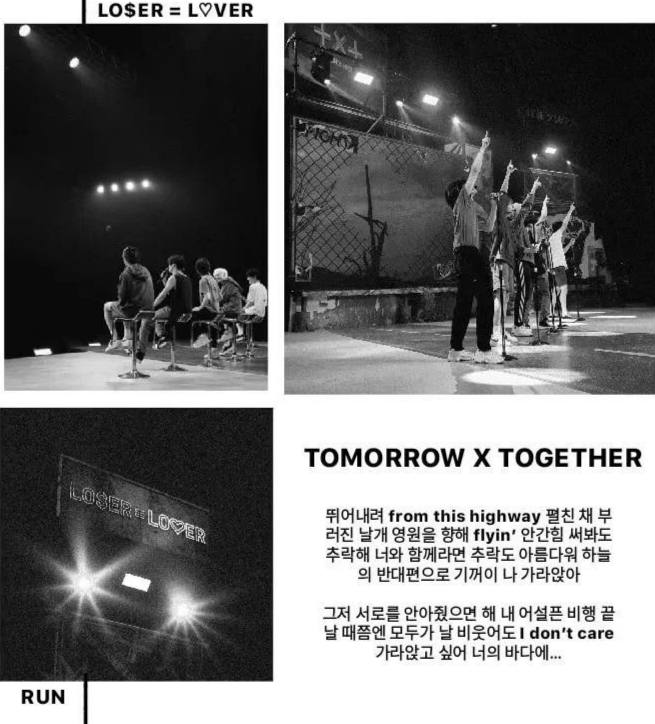 LO$ER = L♡VER
LO$ER=LO♡ER
TOMORROW X TOGETHER
뛰어내려 from this highway 펼친 채 부
러진 날개 영원을 향해 flyin’ 안간힘 써봐도
추락해 너와 함께라면 추락도 아름다워 하늘
의 반대편으로 기꺼이 나 가라앉아
그저 서로를 안아줬으면 해 내 어설픈 비행 끝
날 때쯤엔 모두가 날 비웃어도 I don’t care
가라앉고 싶어 너의 바다에...
RUN